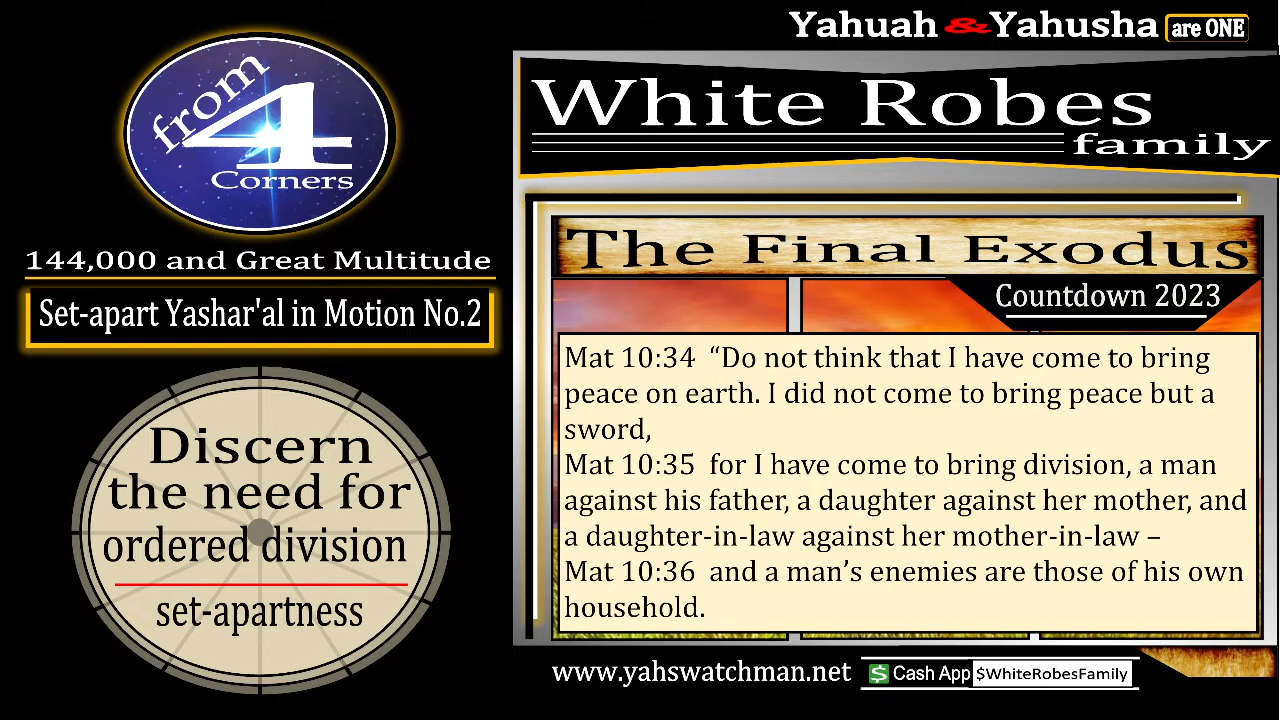 Yahuah & Yahusha are ONE
from
4
Corners
144,000 and Great Multitude
Set-apart Yashar'al in Motion No.2
Discern
the need for
ordered division
set-apartness
White Robes
family
The Final Exodus
Countdown 2023
Mat 10:34 “Do not think that I have come to bring
peace on earth. I did not come to bring peace but a
sword,
Mat 10:35 for I have come to bring division, a man
against his father, a daughter against her mother, and
a daughter-in-law against her mother-in-law –
Mat 10:36 and a man’s enemies are those of his own
household.
www.yahswatchman.net $ Cash App $WhiteRobesFamily